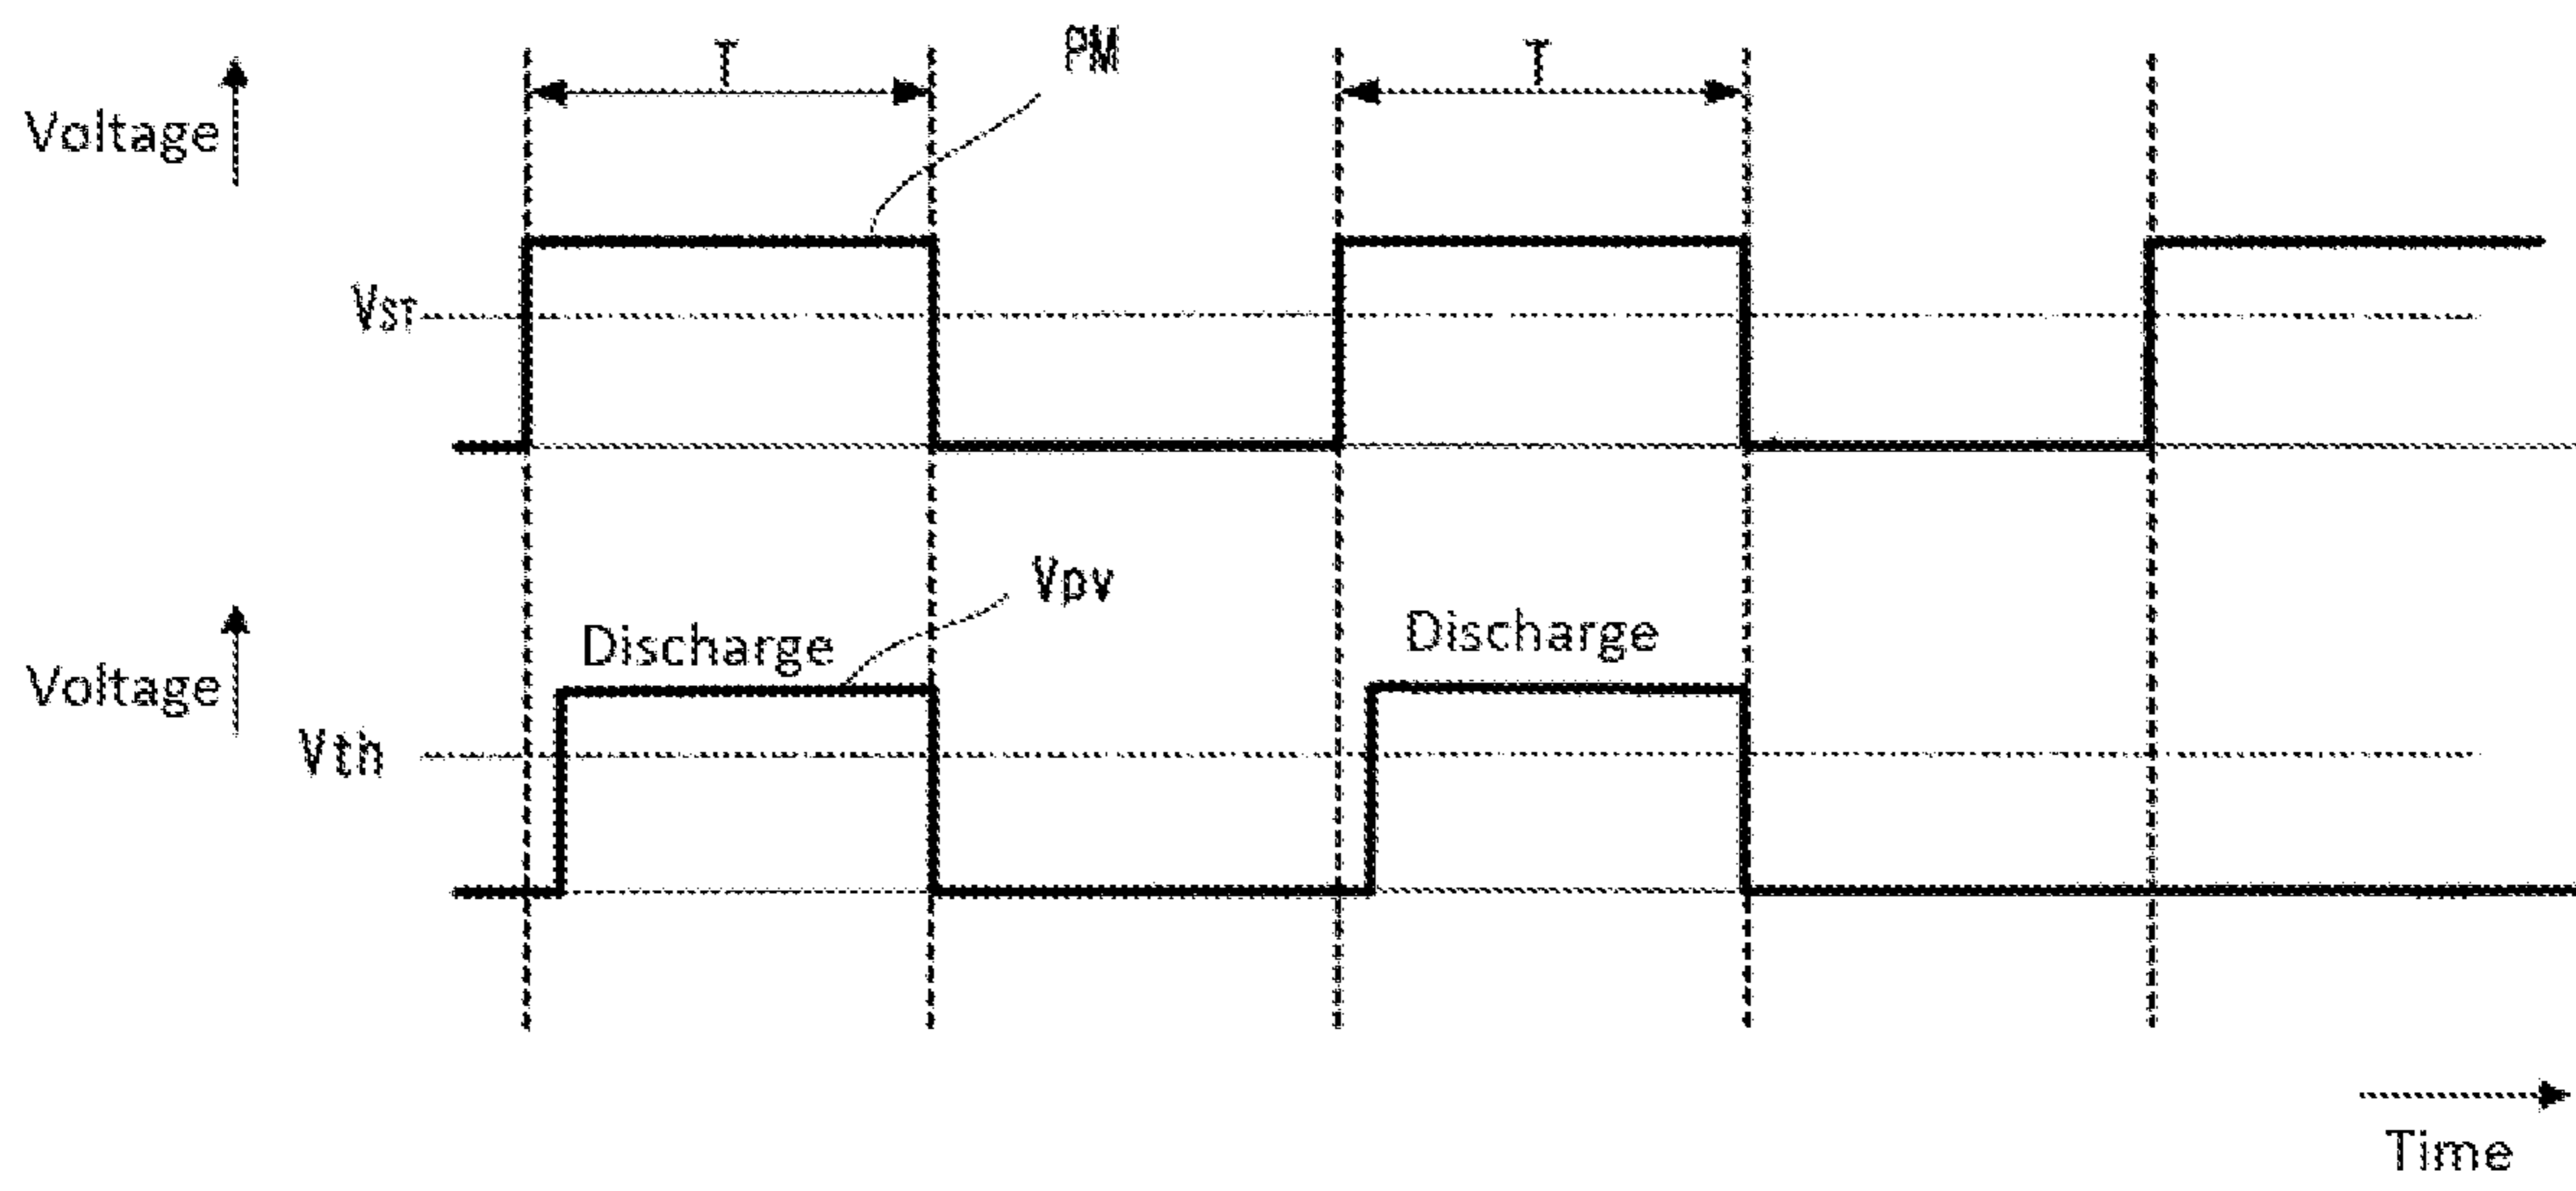 T
PM
T
Voltage
VST
Vpv
Discharge
Discharge
Voltage
Vth
Time